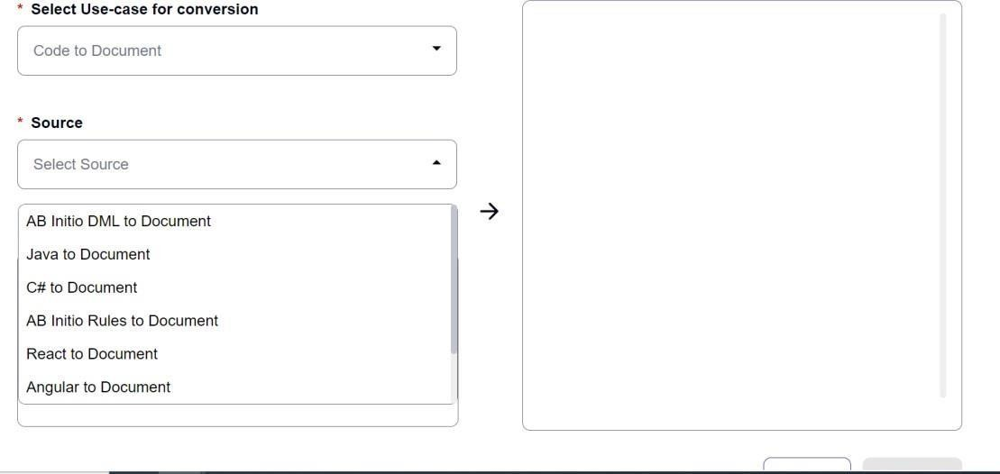 * Select Use-case for conversion
Code to Document
* Source
Select Source
AB Initio DML to Document
Java to Document
C# to Document
AB Initio Rules to Document
React to Document
Angular to Document